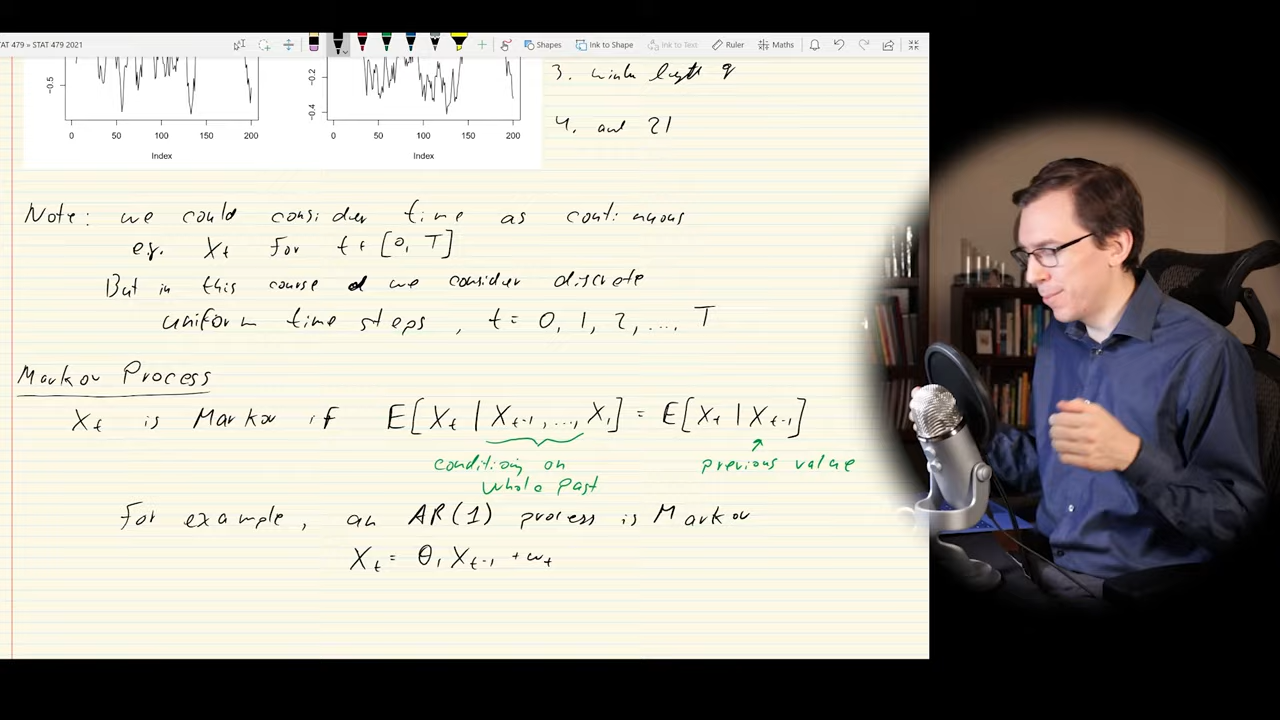 TAT 479 » STAT 479 2021
Shapes
Ink to Shape
Ink to Text
Ruler
Maths
-0.5
0 50 100 150 200
Index
-0.2
-0.4
0 50 100 150 200
Index
3. window length 9
4. and 21
Note: we could consider time as continuous
eg. Xt for t ∈ [0, T]
But in this course we consider discrete
uniform time steps, t = 0, 1, 2, ..., T
Markov Process
Xt is Markov if E[Xt | Xt-1, ..., X1] = E[Xt | Xt-1]
conditioning on
whole past
previous value
For example, an AR(1) process is Markov
Xt = θ1 Xt-1 + wt